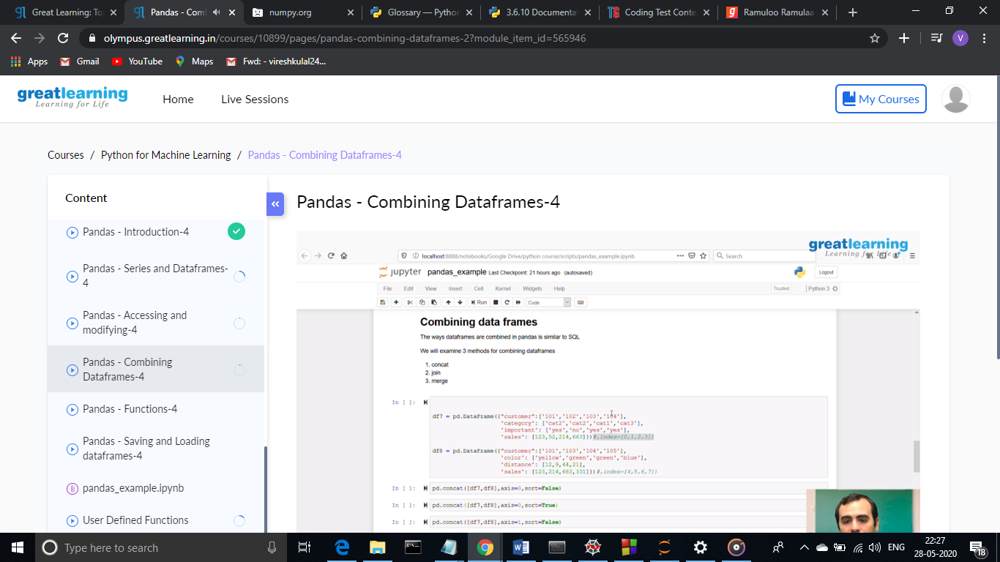 Great Learning: To
Pandas - Com
numpy.org
Glossary — Python
3.6.10 Documenta
Coding Test Conte
Ramuloo Ramulaa
olympus.greatlearning.in/courses/10899/pages/pandas-combining-dataframes-2?module_item_id=565946
V
Apps
Gmail
YouTube
Maps
Fwd: - vireshkulal24...
greatlearning
Learning for Life
Home
Live Sessions
My Courses
Courses / Python for Machine Learning / Pandas - Combining Dataframes-4
Content
Pandas - Introduction-4
Pandas - Series and Dataframes-
4
Pandas - Accessing and
modifying-4
Pandas - Combining
Dataframes-4
Pandas - Functions-4
Pandas - Saving and Loading
dataframes-4
pandas_example.ipynb
User Defined Functions
Pandas - Combining Dataframes-4
greatlearning
Learning for Life
localhost:8888/notebooks/Google Drive/python course/scripts/pandas_example.ipynb
Search
jupyter pandas_example Last Checkpoint: 21 hours ago (autosaved)
Logout
File Edit View Insert Cell Kernel Widgets Help
Trusted
Python 3
Run
Code
Combining data frames
The ways dataframes are combined in pandas is similar to SQL
We will examine 3 methods for combining dataframes
1. concat
2. join
3. merge
In [ ]:
df7 = pd.DataFrame({"customer":['101','102','103','104'],
'category': ['cat2','cat2','cat1','cat3'],
'important': ['yes','no','yes','yes'],
'sales': [123,52,214,663]})#,index=[0,1,2,3])
df8 = pd.DataFrame({"customer":['101','103','104','105'],
'color': ['yellow','green','green','blue'],
'distance': [12,9,44,21],
'sales': [123,214,663,331]})#,index=[4,5,6,7])
In [ ]: pd.concat([df7,df8],axis=0,sort=False)
In [ ]: pd.concat([df7,df8],axis=0,sort=True)
In [ ]: pd.concat([df7,df8],axis=1,sort=False)
Type here to search
ENG
22:27
28-05-2020
18